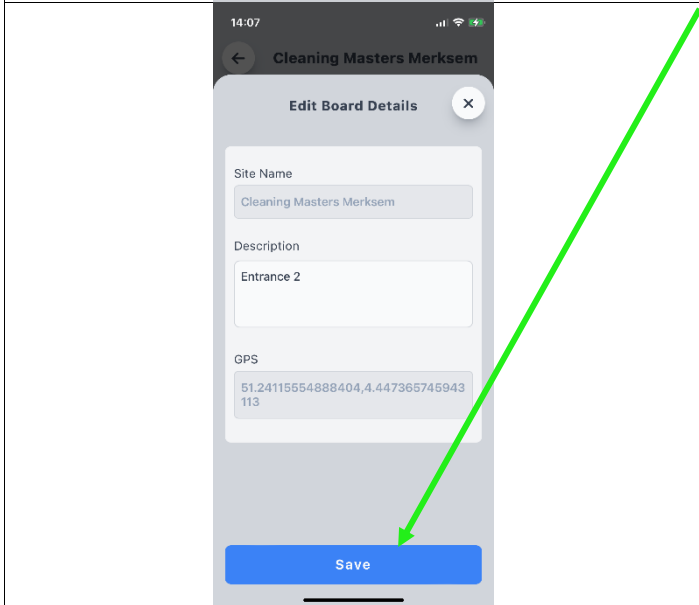 14:07
Cleaning Masters Merksem
Edit Board Details
Site Name
Cleaning Masters Merksem
Description
Entrance 2
GPS
51.24115554888404,4.447365745943
113
Save